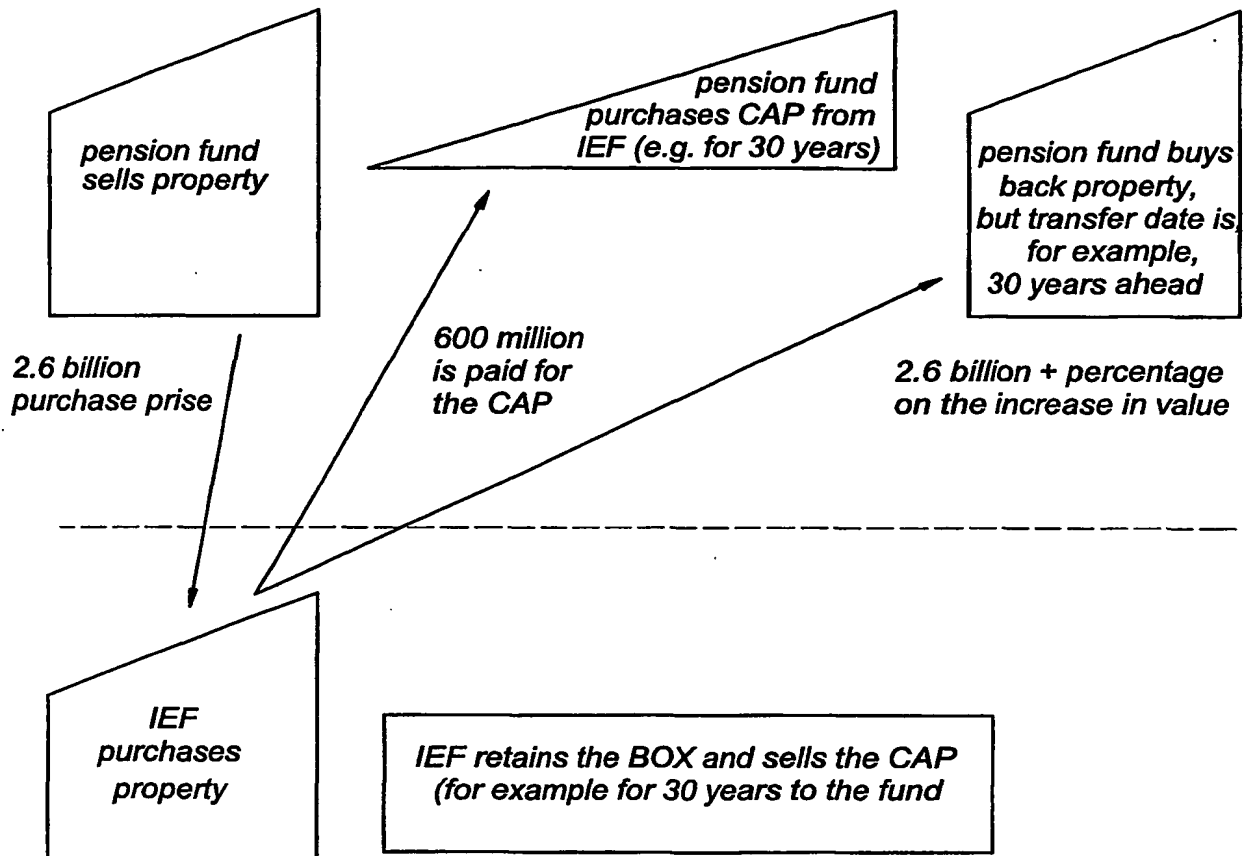 pension fund
sells property
pension fund
purchases CAP from
IEF (e.g. for 30 years)
pension fund buys
back property,
but transfer date is,
for example,
30 years ahead
2.6 billion
purchase prise
600 million
is paid for
the CAP
2.6 billion + percentage
on the increase in value
IEF
purchases
property
IEF retains the BOX and sells the CAP
(for example for 30 years to the fund